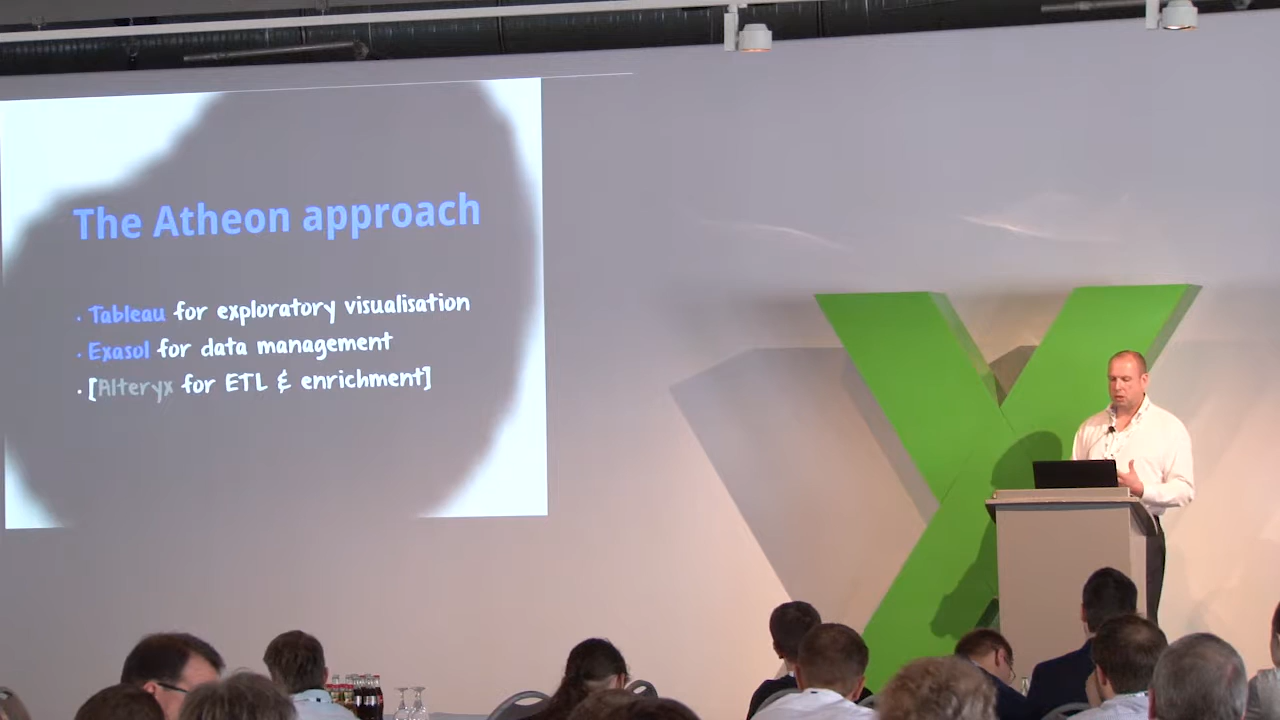 The Atheon approach
· Tableau for exploratory visualisation
· Exasol for data management
· [Alteryx for ETL & enrichment]
X